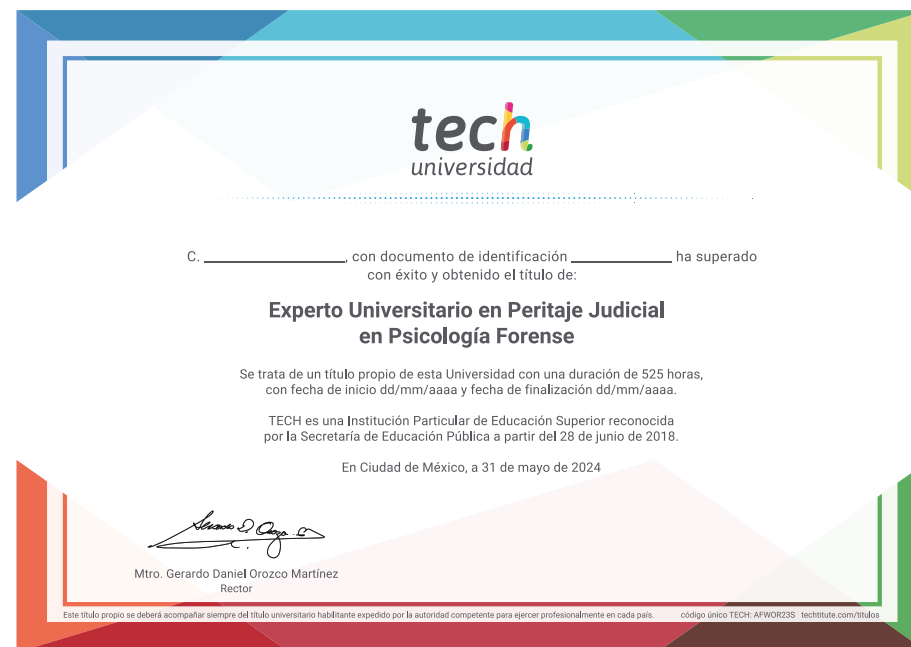 tech
universidad
C. ____________, con documento de identificación ____________ ha superado
con éxito y obtenido el título de:
Experto Universitario en Peritaje Judicial
en Psicología Forense
Se trata de un título propio de esta Universidad con una duración de 525 horas,
con fecha de inicio dd/mm/aaaa y fecha de finalización dd/mm/aaaa.
TECH es una Institución Particular de Educación Superior reconocida
por la Secretaría de Educación Pública a partir del 28 de junio de 2018.
En Ciudad de México, a 31 de mayo de 2024
Mtro. Gerardo Daniel Orozco Martínez
Rector
Este título propio se deberá acompañar siempre del título universitario habilitante expedido por la autoridad competente para ejercer profesionalmente en cada país. código único TECH: AFWOR23S techtitute.com/titulos